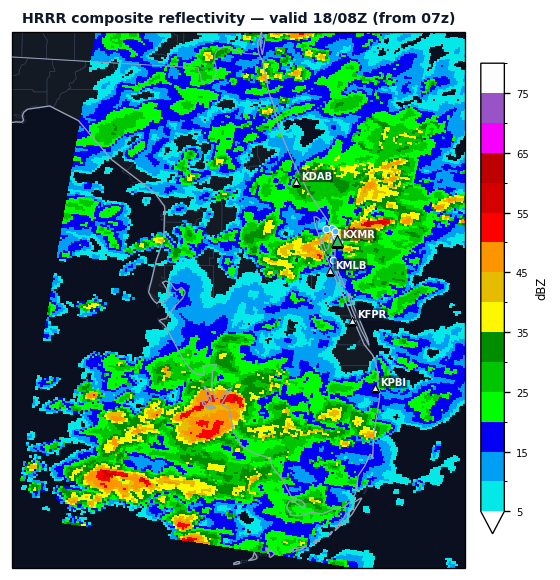 HRRR composite reflectivity — valid 18/08Z (from 07z)
KDAB
KXMR
KMLB
KFPR
KPBI
75
65
55
45
35
25
15
5
dBZ